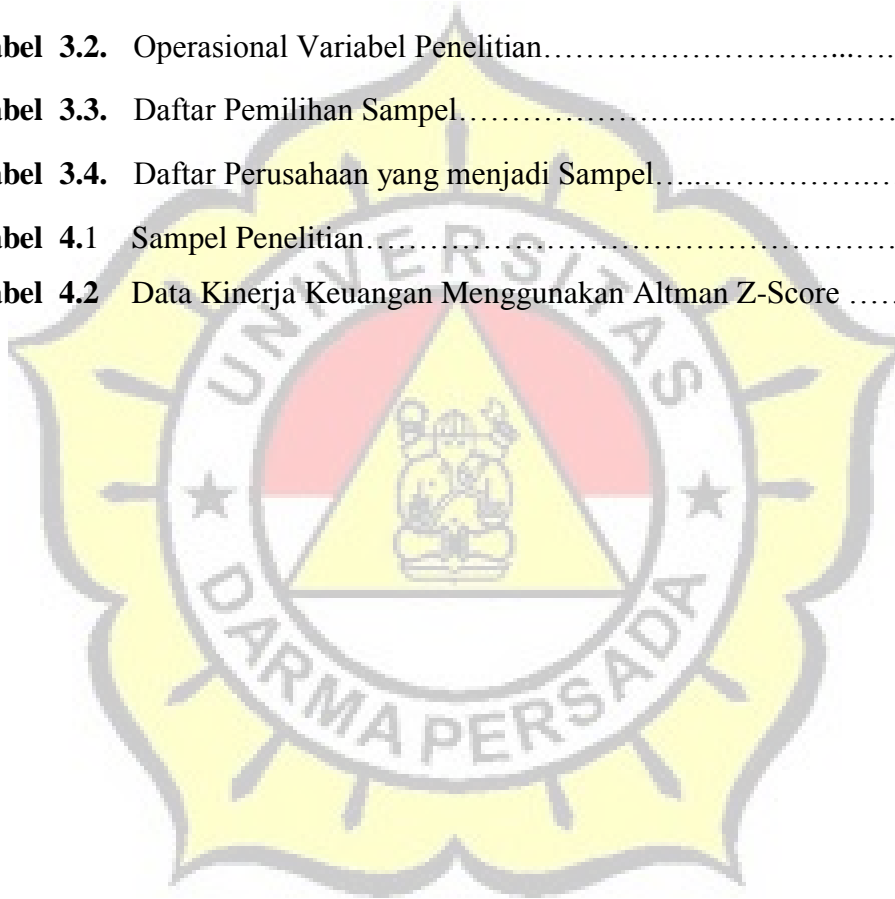 abel 3.2. Operasional Variabel Penelitian………………………...….
abel 3.3. Daftar Pemilihan Sampel…………………...………………
abel 3.4. Daftar Perusahaan yang menjadi Sampel…..…………….…
abel 4.1 Sampel Penelitian…………………………………………….
abel 4.2 Data Kinerja Keuangan Menggunakan Altman Z-Score …..
UNIVERSITAS
DARMA PERSADA